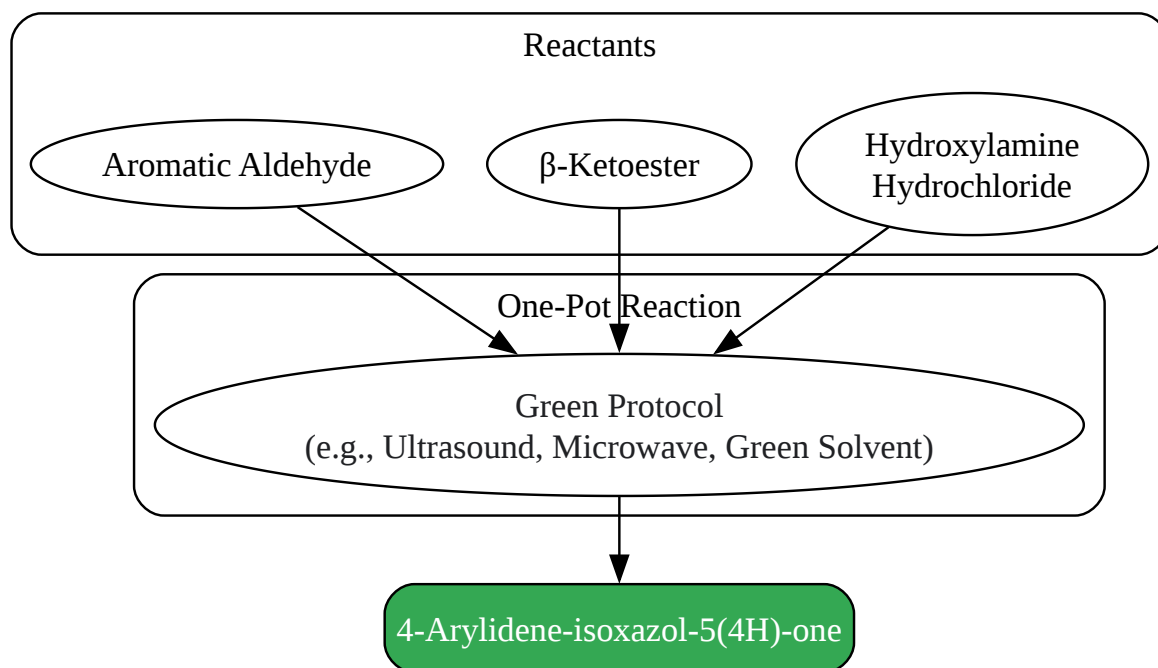 Reactants
Aromatic Aldehyde
β-Ketoester
Hydroxylamine
Hydrochloride
One-Pot Reaction
Green Protocol
(e.g., Ultrasound, Microwave, Green Solvent)
4-Arylidene-isoxazol-5(4H)-one